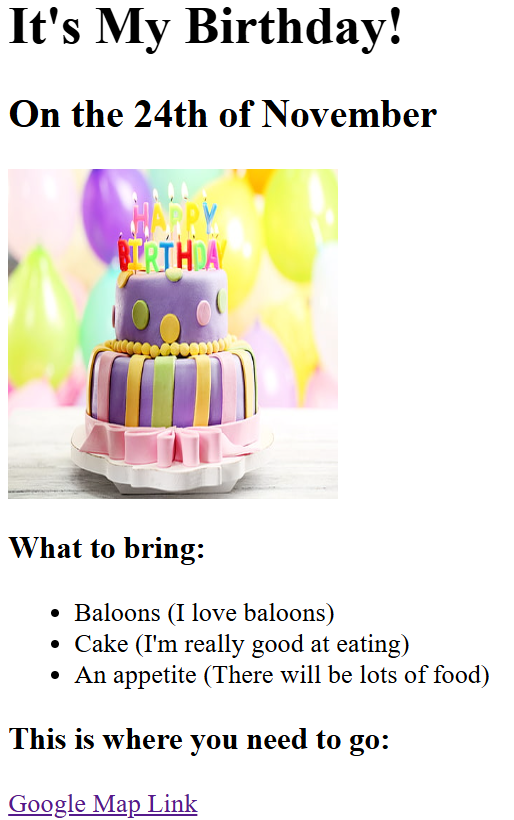 It's My Birthday!
On the 24th of November
HAPPY
BIRTHDAY
What to bring:
Baloons (I love baloons)
Cake (I'm really good at eating)
An appetite (There will be lots of food)
This is where you need to go:
Google Map Link